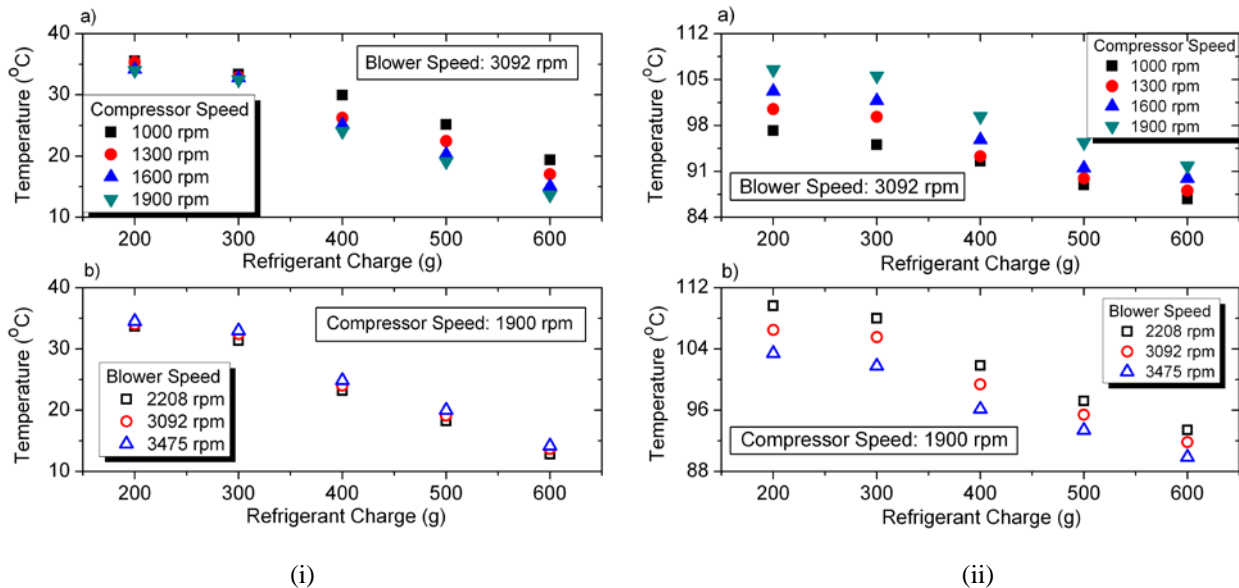 a)
40
30
20
10
Temperature (°C)
Blower Speed: 3092 rpm
Compressor Speed
1000 rpm
1300 rpm
1600 rpm
1900 rpm
200 300 400 500 600
Refrigerant Charge (g)
b)
40
30
20
10
Temperature (°C)
Compressor Speed: 1900 rpm
Blower Speed
2208 rpm
3092 rpm
3475 rpm
200 300 400 500 600
Refrigerant Charge (g)
(i)
a)
112
105
98
91
84
Temperature (°C)
Compressor Speed
1000 rpm
1300 rpm
1600 rpm
1900 rpm
Blower Speed: 3092 rpm
200 300 400 500 600
Refrigerant Charge (g)
b)
112
104
96
88
Temperature (°C)
Blower Speed
2208 rpm
3092 rpm
3475 rpm
Compressor Speed: 1900 rpm
200 300 400 500 600
Refrigerant Charge (g)
(ii)